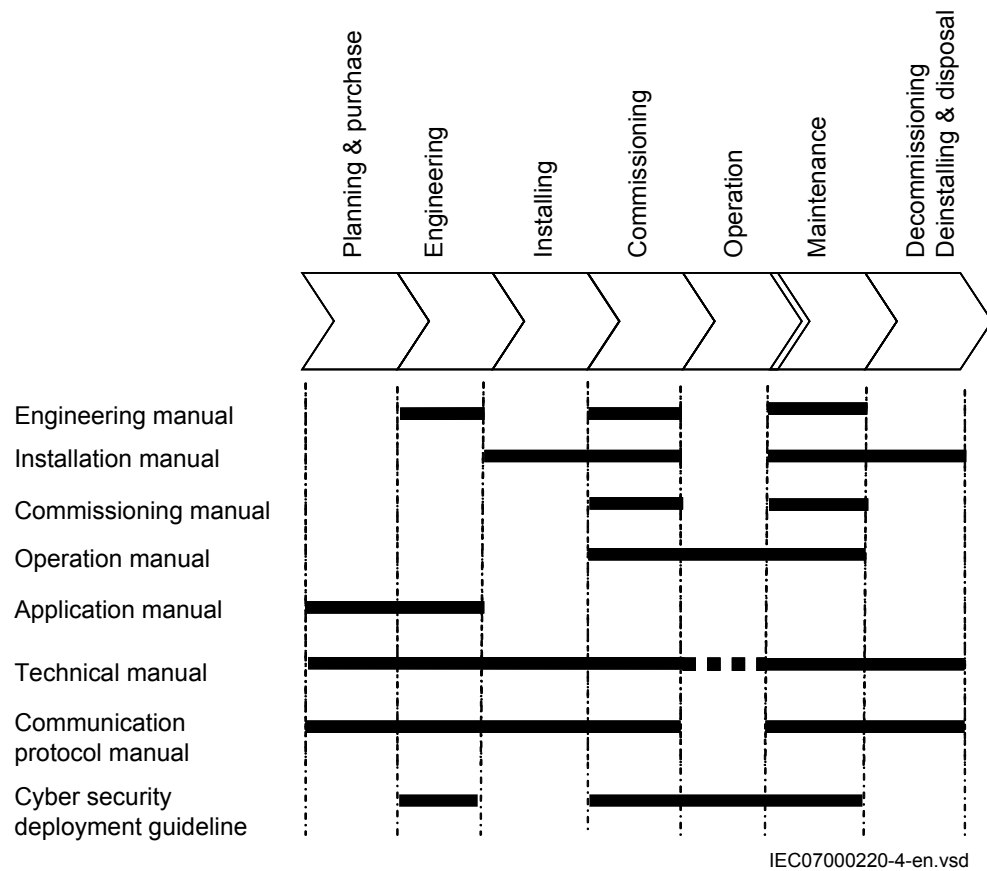 Planning & purchase
Engineering
Installing
Commissioning
Operation
Maintenance
Decommissioning
Deinstalling & disposal
Engineering manual
Installation manual
Commissioning manual
Operation manual
Application manual
Technical manual
Communication
protocol manual
Cyber security
deployment guideline
IEC07000220-4-en.vsd